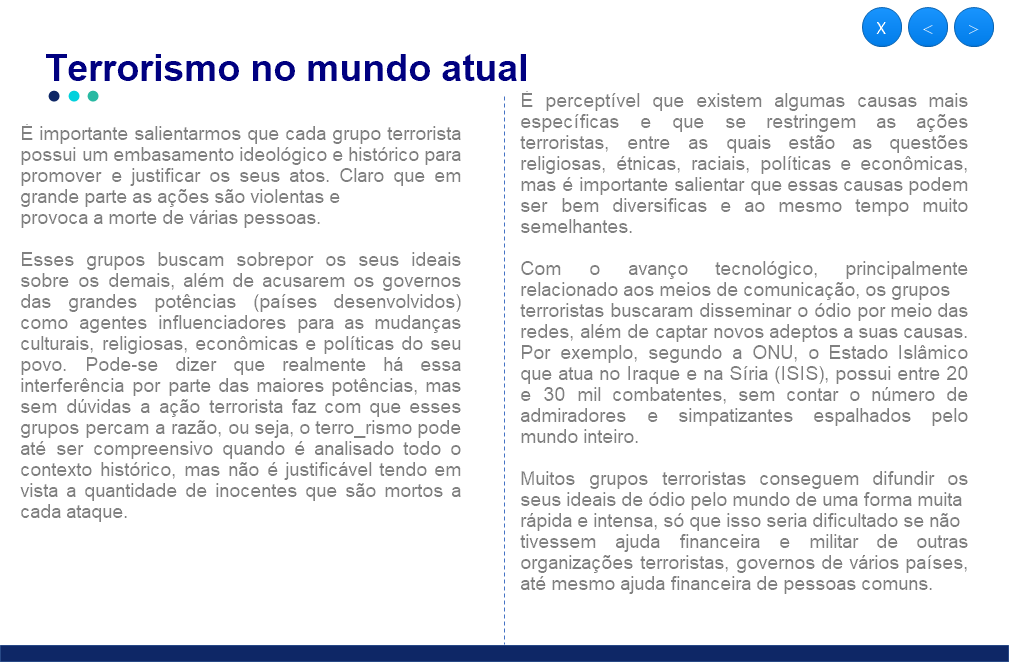 X < >
Terrorismo no mundo atual
É importante salientarmos que cada grupo terrorista
possui um embasamento ideológico e histórico para
promover e justificar os seus atos. Claro que em
grande parte as ações são violentas e
provoca a morte de várias pessoas.
Esses grupos buscam sobrepor os seus ideais
sobre os demais, além de acusarem os governos
das grandes potências (países desenvolvidos)
como agentes influenciadores para as mudanças
culturais, religiosas, econômicas e políticas do seu
povo. Pode-se dizer que realmente há essa
interferência por parte das maiores potências, mas
sem dúvidas a ação terrorista faz com que esses
grupos percam a razão, ou seja, o terro_rismo pode
até ser compreensivo quando é analisado todo o
contexto histórico, mas não é justificável tendo em
vista a quantidade de inocentes que são mortos a
cada ataque.
É perceptível que existem algumas causas mais
específicas e que se restringem as ações
terroristas, entre as quais estão as questões
religiosas, étnicas, raciais, políticas e econômicas,
mas é importante salientar que essas causas podem
ser bem diversificas e ao mesmo tempo muito
semelhantes.
Com o avanço tecnológico, principalmente
relacionado aos meios de comunicação, os grupos
terroristas buscaram disseminar o ódio por meio das
redes, além de captar novos adeptos a suas causas.
Por exemplo, segundo a ONU, o Estado Islâmico
que atua no Iraque e na Síria (ISIS), possui entre 20
e 30 mil combatentes, sem contar o número de
admiradores e simpatizantes espalhados pelo
mundo inteiro.
Muitos grupos terroristas conseguem difundir os
seus ideais de ódio pelo mundo de uma forma muita
rápida e intensa, só que isso seria dificultado se não
tivessem ajuda financeira e militar de outras
organizações terroristas, governos de vários países,
até mesmo ajuda financeira de pessoas comuns.